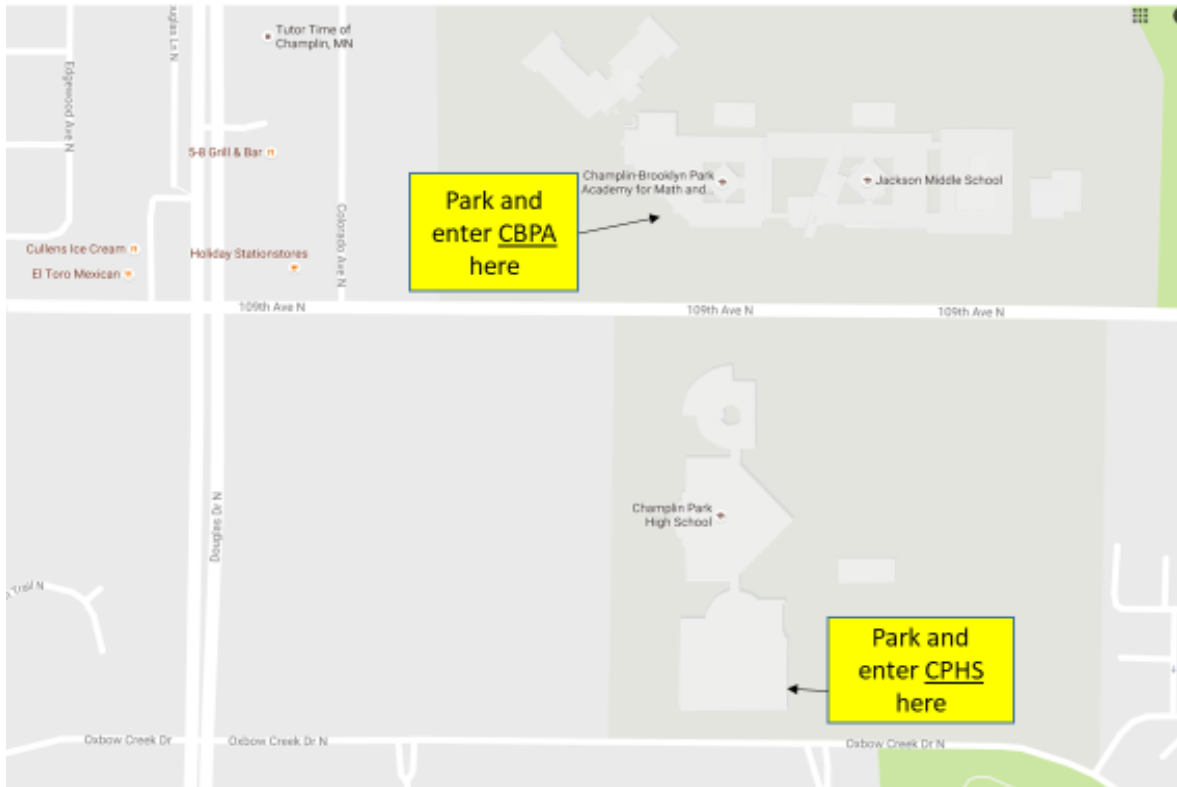 ouglas Ln N
Tutor Time of
Champlin, MN
Edgewood Ave N
5-8 Grill & Bar
Champlin-Brooklyn Park
Academy for Math and...
Jackson Middle School
Park and
enter CBPA
here
Colorado Ave N
Cullens Ice Cream
El Toro Mexican
Holiday Stationstores
109th Ave N
109th Ave N
109th Ave N
Champlin Park
High School
Douglas Dr N
Trail N
Park and
enter CPHS
here
Oxbow Creek Dr
Oxbow Creek Dr N
Oxbow Creek Dr N